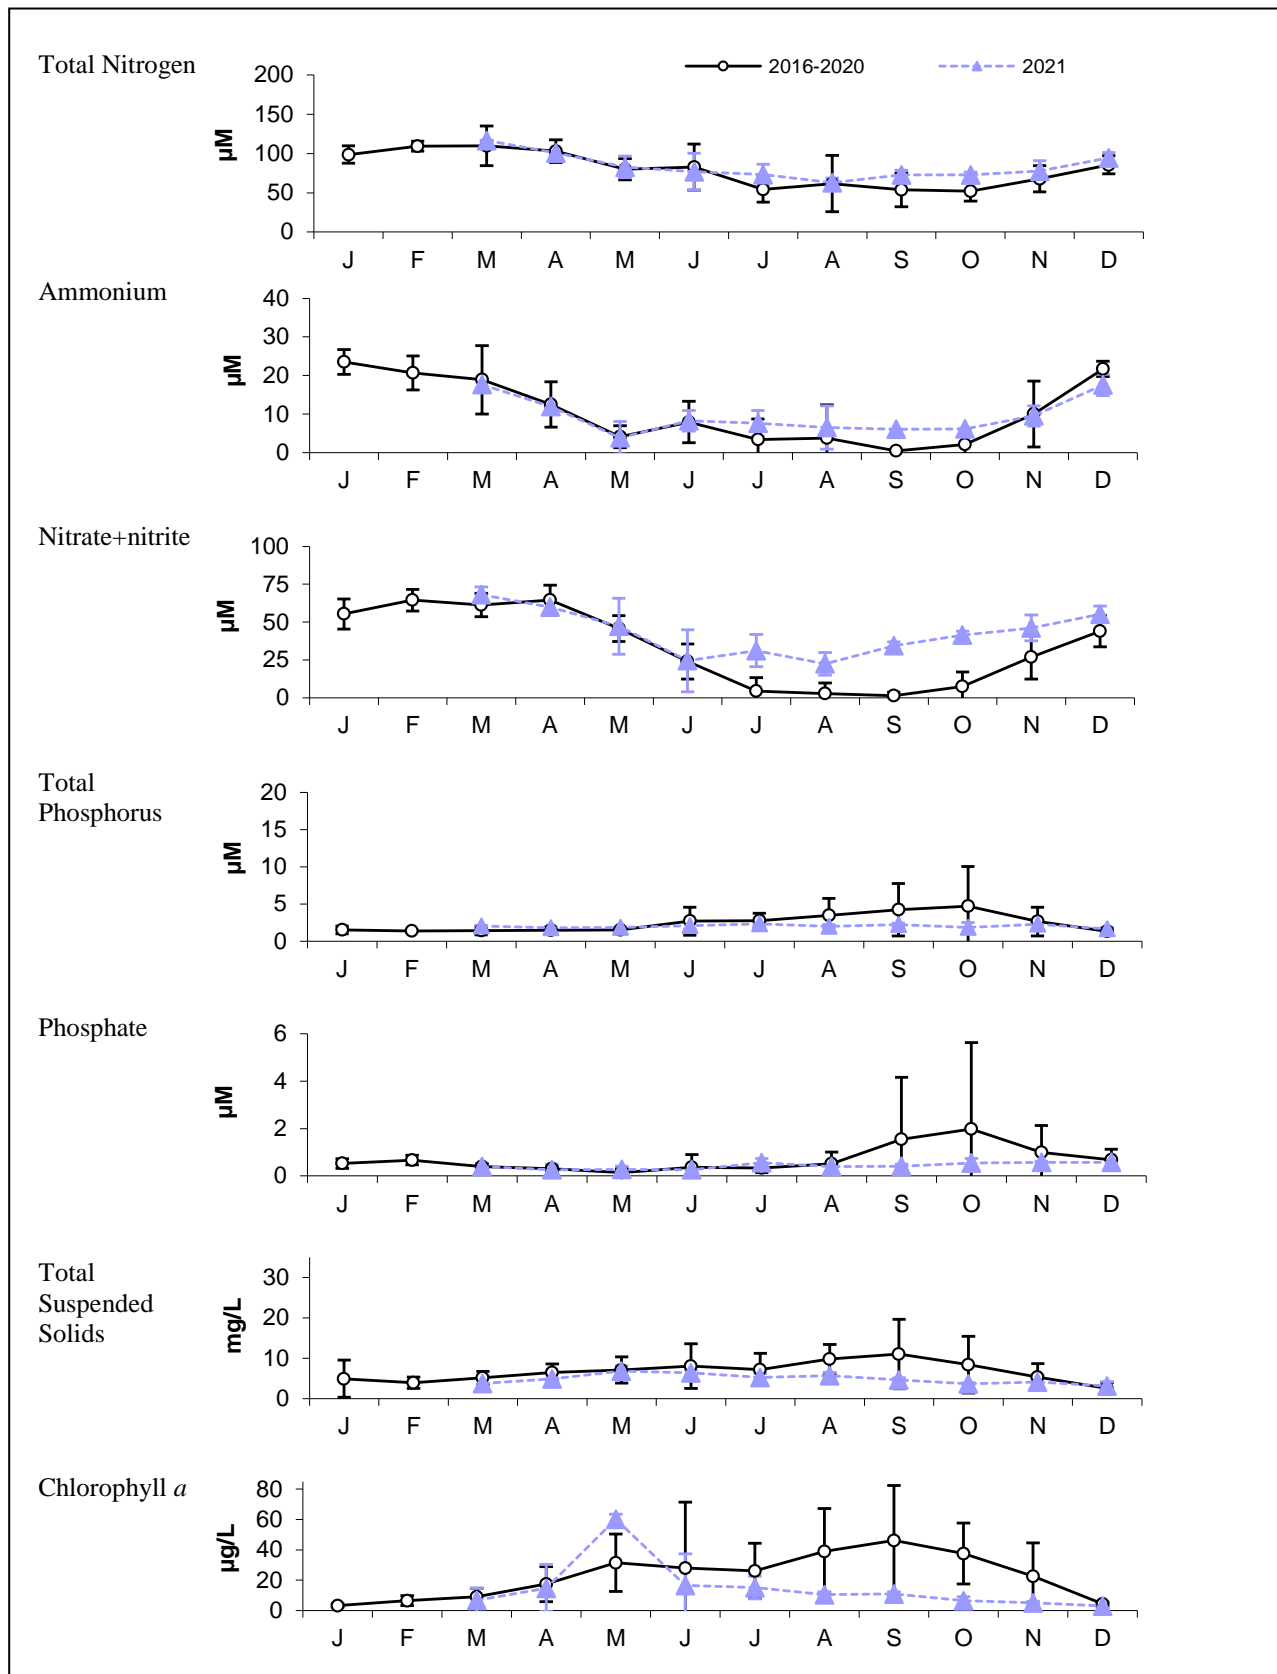 Total Nitrogen
2016-2020
2021
200
150
100
50
0
µM
J F M A M J J A S O N D
Ammonium
40
30
20
10
0
µM
J F M A M J J A S O N D
Nitrate+nitrite
100
75
50
25
0
µM
J F M A M J J A S O N D
Total
Phosphorus
20
15
10
5
0
µM
J F M A M J J A S O N D
Phosphate
6
4
2
0
µM
J F M A M J J A S O N D
Total
Suspended
Solids
30
20
10
0
mg/L
J F M A M J J A S O N D
Chlorophyll a
80
60
40
20
0
µg/L
J F M A M J J A S O N D